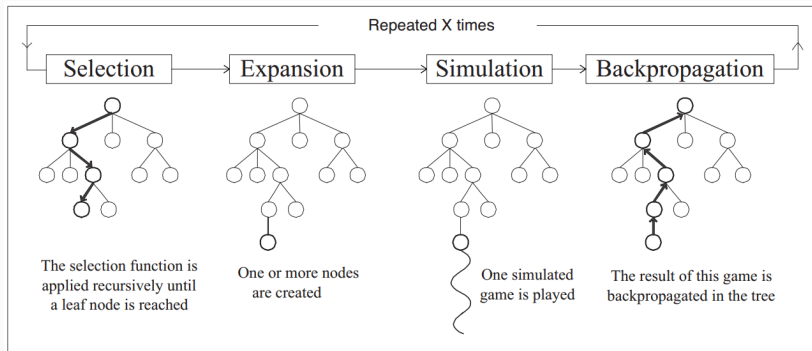 Repeated X times
Selection
Expansion
Simulation
Backpropagation
The selection function is
applied recursively until
a leaf node is reached
One or more nodes
are created
One simulated
game is played
The result of this game is
backpropagated in the tree